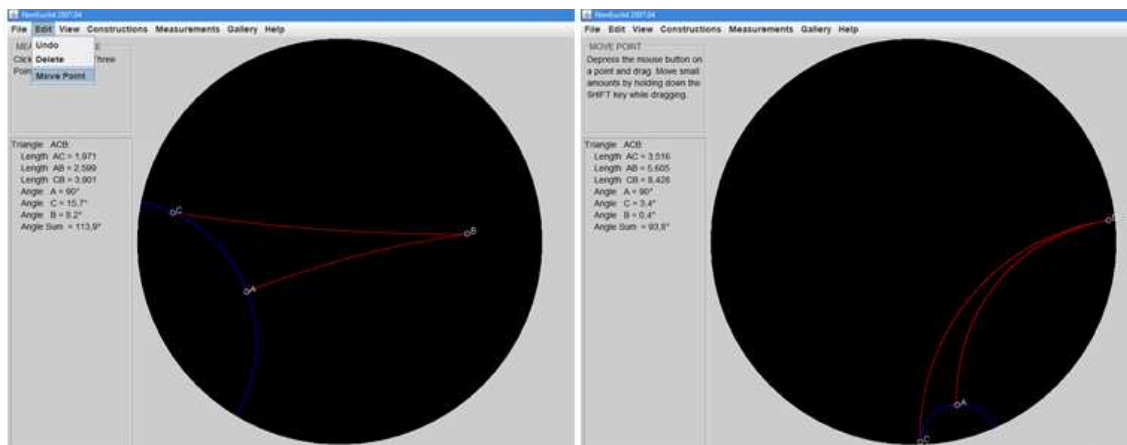 NonEuclid 2007.04
File Edit View Constructions Measurements Gallery Help
Undo
Delete
Move Point
Triangle ACB:
Length AC = 1,971
Length AB = 2,599
Length CB = 3,901
Angle A = 90°
Angle C = 15,7°
Angle B = 8,2°
Angle Sum = 113,9°
C
B
A
NonEuclid 2007.04
File Edit View Constructions Measurements Gallery Help
MOVE POINT
Depress the mouse button on
a point and drag. Move small
amounts by holding down the
SHIFT key while dragging.
Triangle ACB:
Length AC = 3,516
Length AB = 5,605
Length CB = 8,428
Angle A = 90°
Angle C = 3,4°
Angle B = 0,4°
Angle Sum = 93,8°
A
C